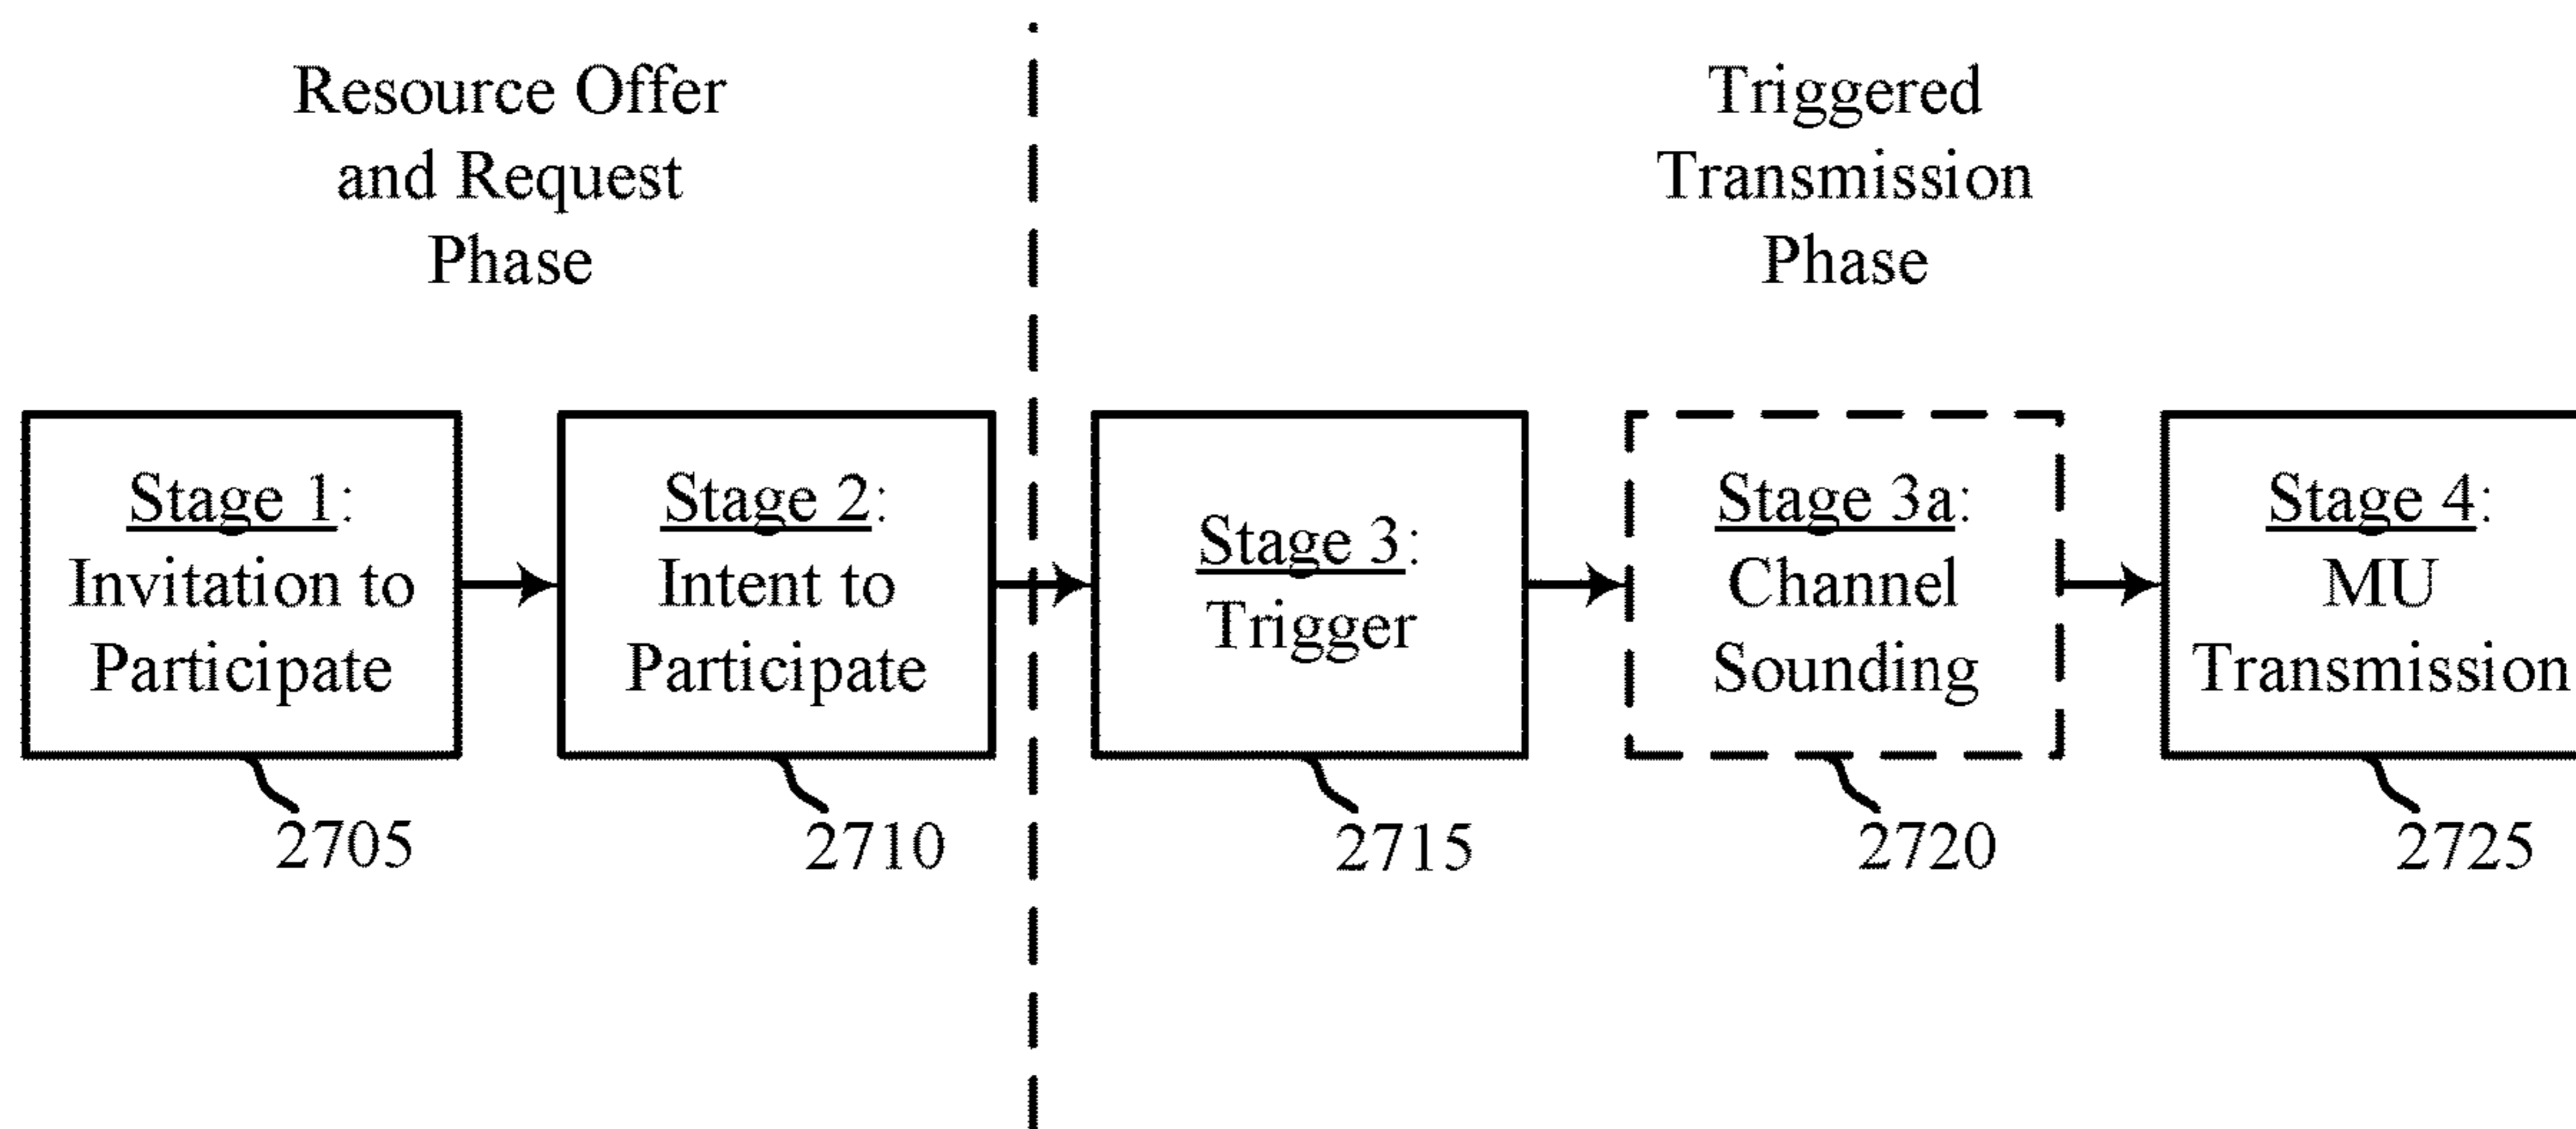 Resource Offer
and Request
Phase
Triggered
Transmission
Phase
Stage 1:
Invitation to
Participate
2705
Stage 2:
Intent to
Participate
2710
Stage 3:
Trigger
2715
Stage 3a:
Channel
Sounding
2720
Stage 4:
MU
Transmission
2725